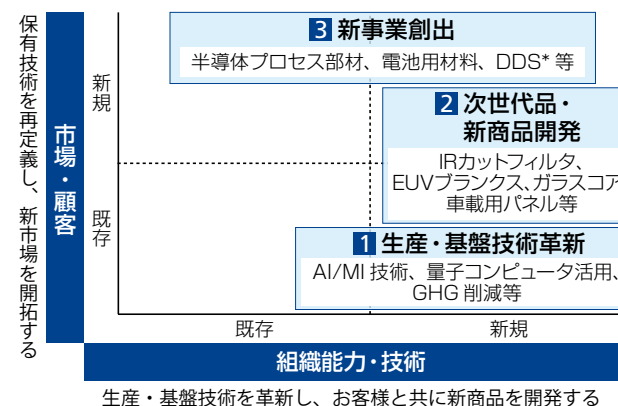 保有技術を再定義し、新市場を開拓する
市場・顧客
新規
既存
3 新事業創出
半導体プロセス部材、電池用材料、DDS* 等
2 次世代品・
新商品開発
IRカットフィルタ、
EUVブランクス、ガラスコア
車載用パネル等
1 生産・基盤技術革新
AI/MI 技術、量子コンピュータ活用、
GHG 削減等
既存
新規
組織能力・技術
生産・基盤技術を革新し、お客様と共に新商品を開発する